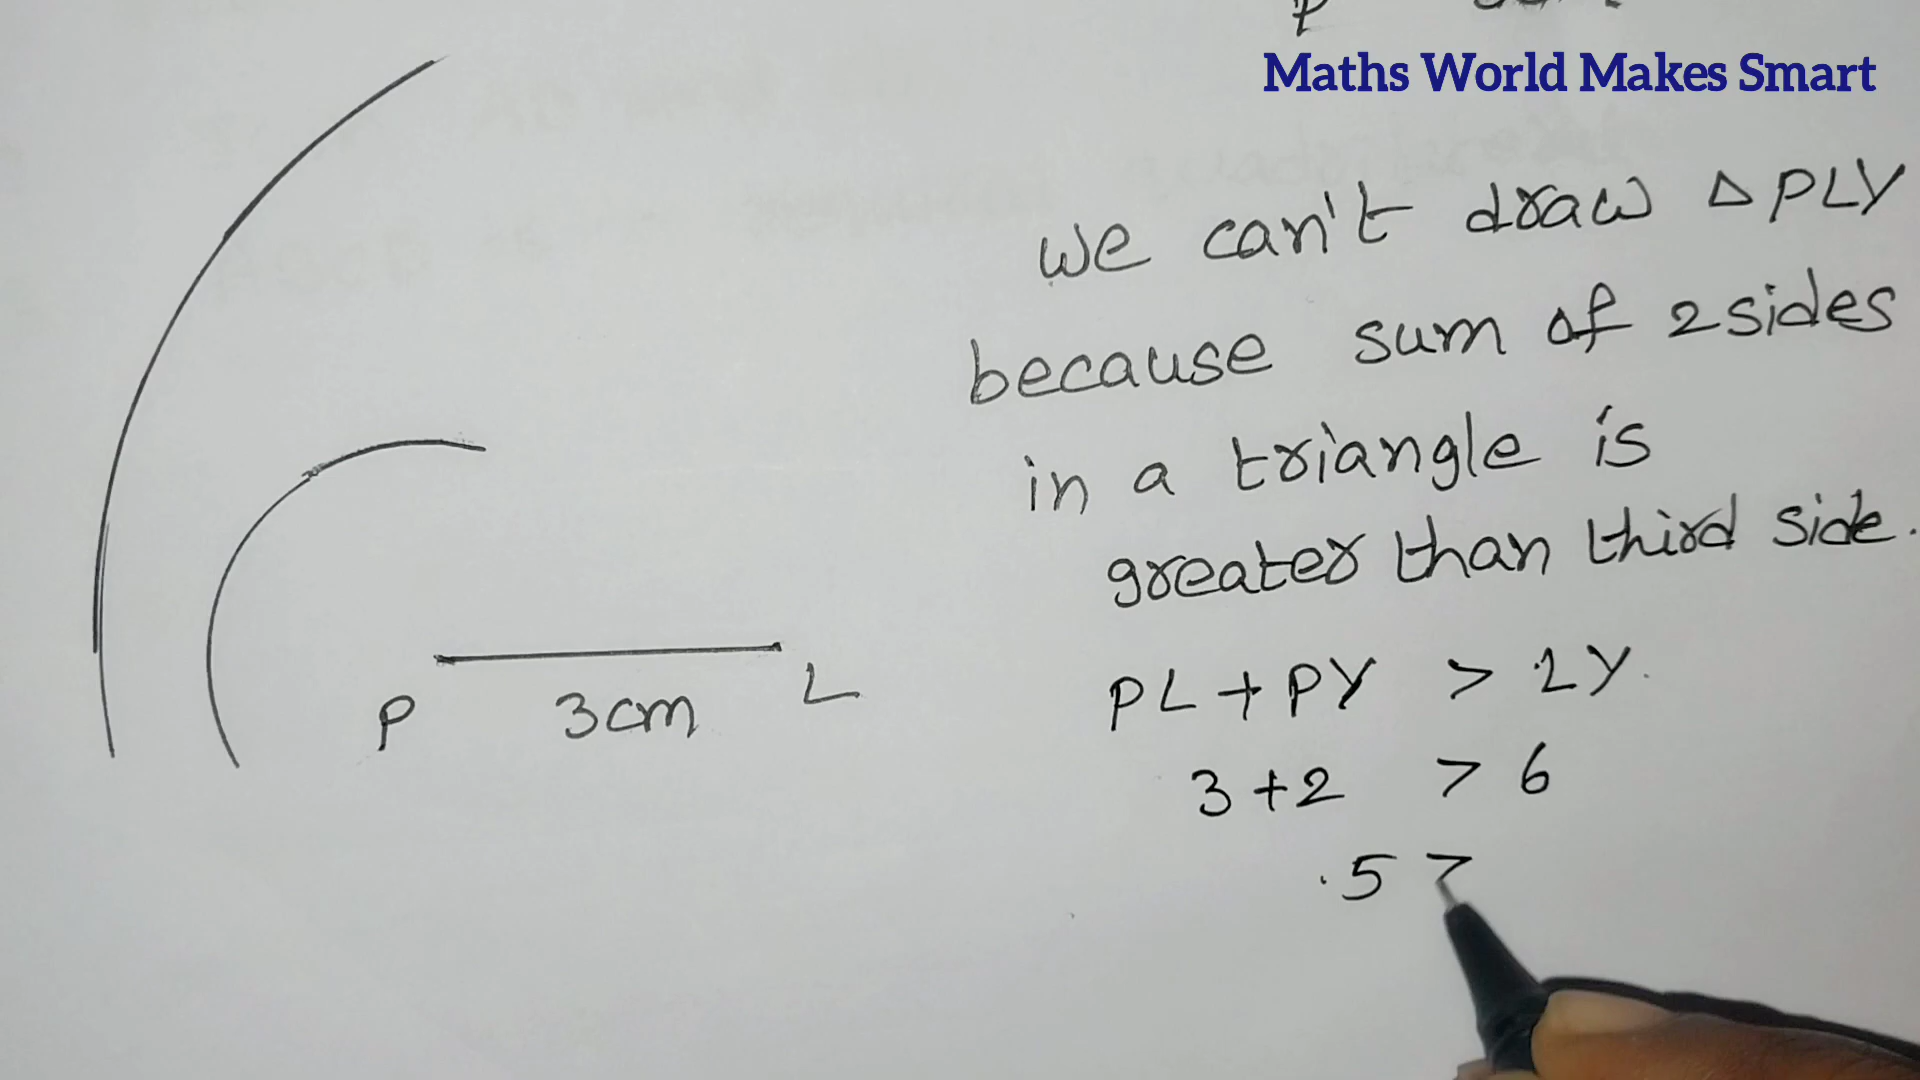 Maths World Makes Smart
we can't draw △PLY
because sum of 2 sides
in a triangle is
greater than third side.
PL + PY > LY.
3 + 2 > 6
5 >
P 3cm L